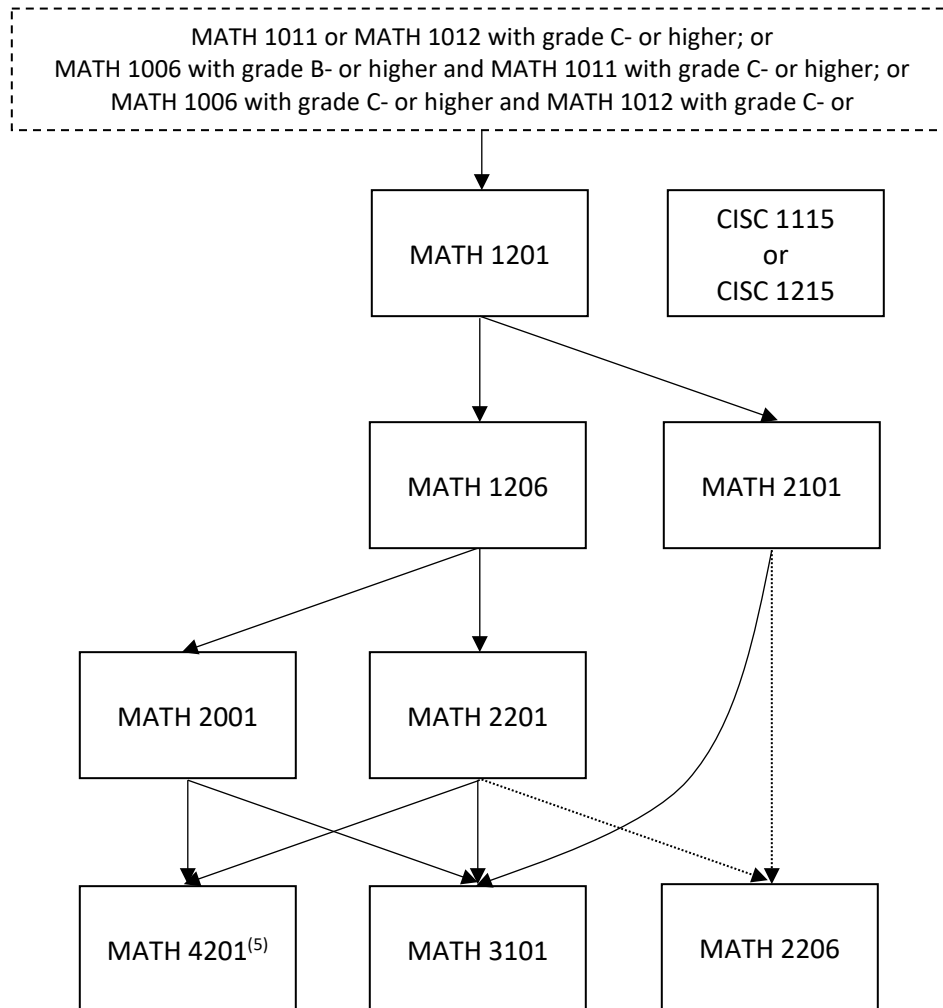 MATH 1011 or MATH 1012 with grade C- or higher; or
MATH 1006 with grade B- or higher and MATH 1011 with grade C- or higher; or
MATH 1006 with grade C- or higher and MATH 1012 with grade C- or
MATH 1201
CISC 1115
or
CISC 1215
MATH 1206
MATH 2101
MATH 2001
MATH 2201
MATH 4201(5)
MATH 3101
MATH 2206